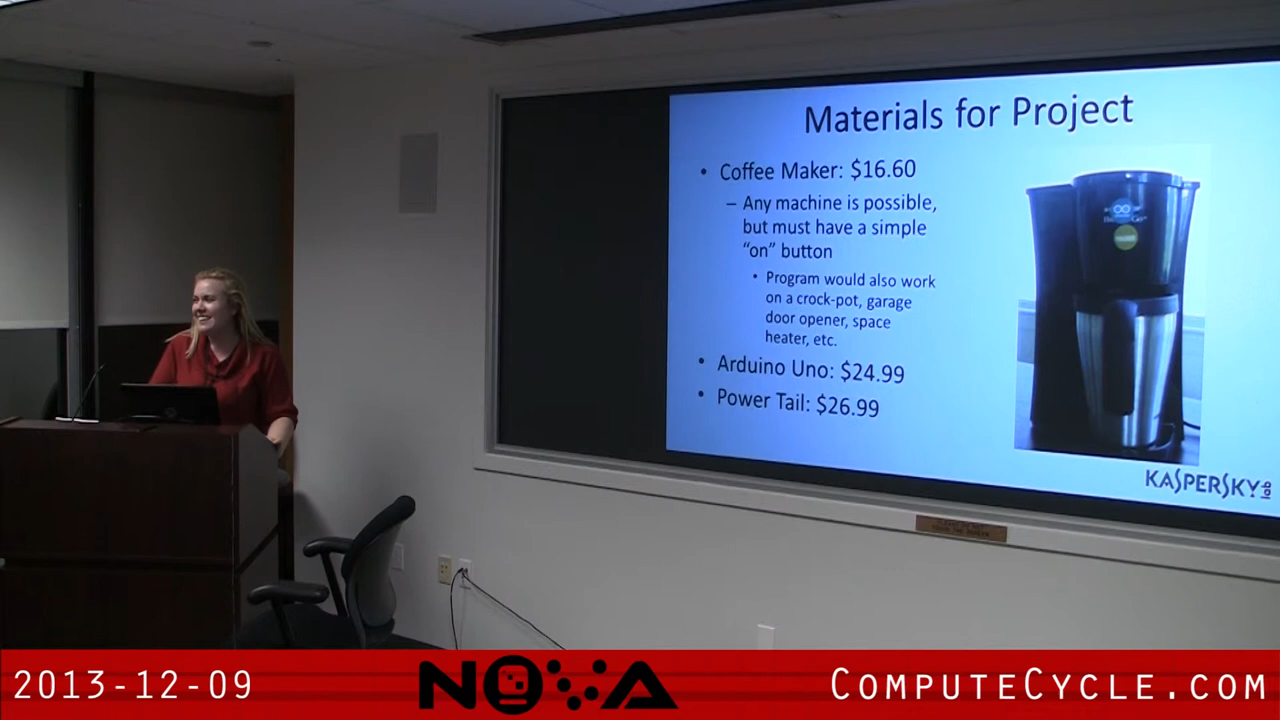 Materials for Project
• Coffee Maker: $16.60
– Any machine is possible,
but must have a simple
“on” button
• Program would also work
on a crock-pot, garage
door opener, space
heater, etc.
• Arduino Uno: $24.99
• Power Tail: $26.99
KASPERSKY lab
2013-12-09
NOVA
COMPUTECYCLE.COM